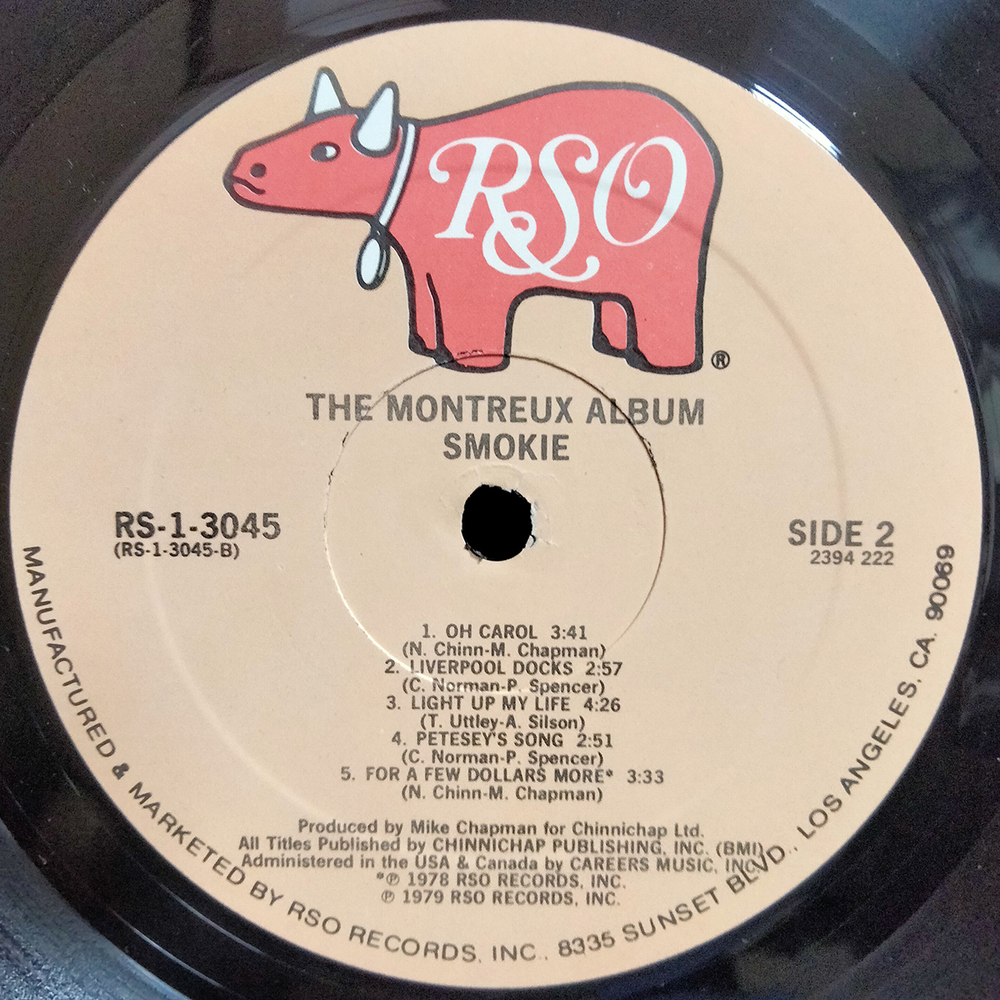 RSO
®
THE MONTREUX ALBUM
SMOKIE
RS-1-3045
(RS-1-3045-B)
SIDE 2
2394 222
1. OH CAROL 3:41
(N. Chinn-M. Chapman)
2. LIVERPOOL DOCKS 2:57
(C. Norman-P. Spencer)
3. LIGHT UP MY LIFE 4:26
(T. Uttley-A. Silson)
4. PETESEY'S SONG 2:51
(C. Norman-P. Spencer)
5. FOR A FEW DOLLARS MORE* 3:33
(N. Chinn-M. Chapman)
Produced by Mike Chapman for Chinnichap Ltd.
All Titles Published by CHINNICHAP PUBLISHING, INC. (BMI)
Administered in the USA & Canada by CAREERS MUSIC, INC.
*℗ 1978 RSO RECORDS, INC.
℗ 1979 RSO RECORDS, INC.
MANUFACTURED & MARKETED BY RSO RECORDS, INC., 8335 SUNSET BLVD., LOS ANGELES, CA. 90069